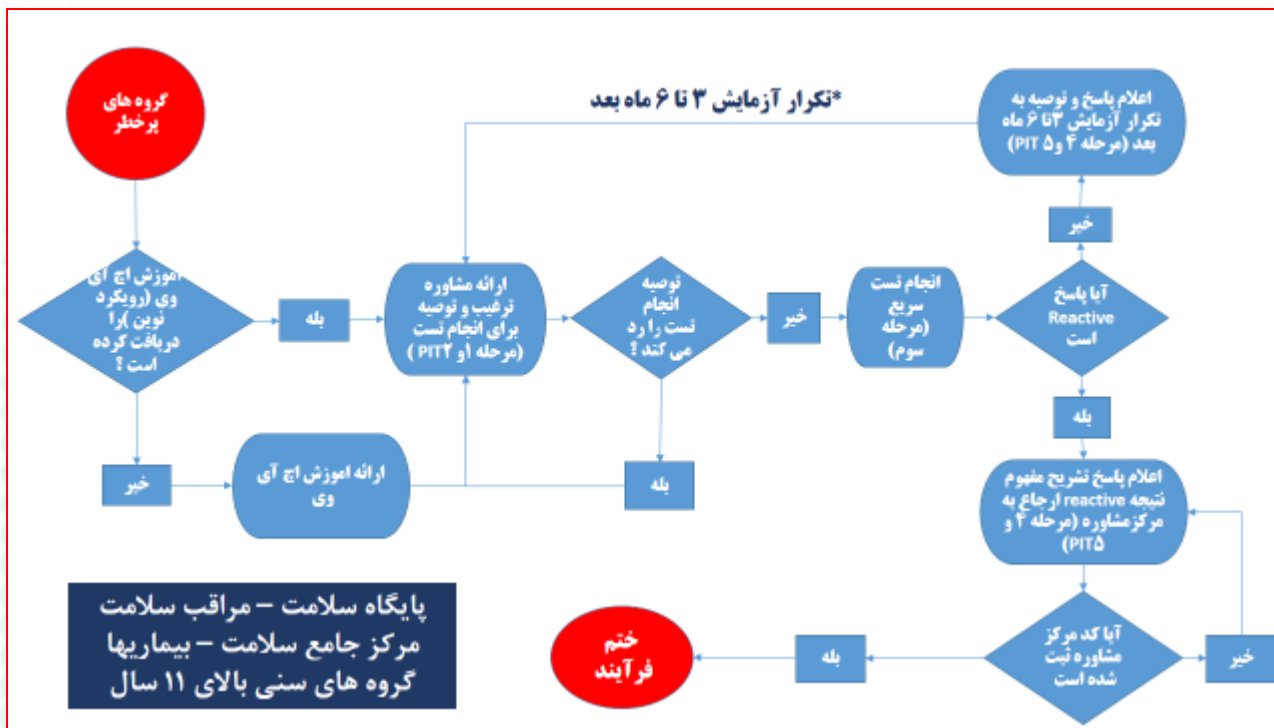 گروه های
پرخطر
اموزش اچ آی
وی (رویکرد
نوین )را
دریافت کرده
است ؟
بله
خیر
ارائه اموزش اچ آی
وی
ارائه مشاوره
ترغیب و توصیه
برای انجام تست
(مرحله ۱و PIT۲ )
توصیه
انجام
تست را رد
می کند ؟
بله
خیر
انجام تست
سریع
(مرحله
سوم)
آیا پاسخ
Reactive
است
خیر
اعلام پاسخ و توصیه به
تکرار آزمایش ۳تا ۶ ماه
بعد (مرحله ۴ و۵ PIT)
*تکرار آزمایش ۳ تا ۶ ماه بعد
بله
اعلام پاسخ تشریح مفهوم
نتیجه reactive ارجاع به
مرکزمشاوره (مرحله ۴ و
PIT۵)
آیا کد مرکز
مشاوره ثبت
شده است
خیر
بله
ختم
فرآیند
پایگاه سلامت – مراقب سلامت
مرکز جامع سلامت – بیماریها
گروه های سنی بالای ۱۱ سال